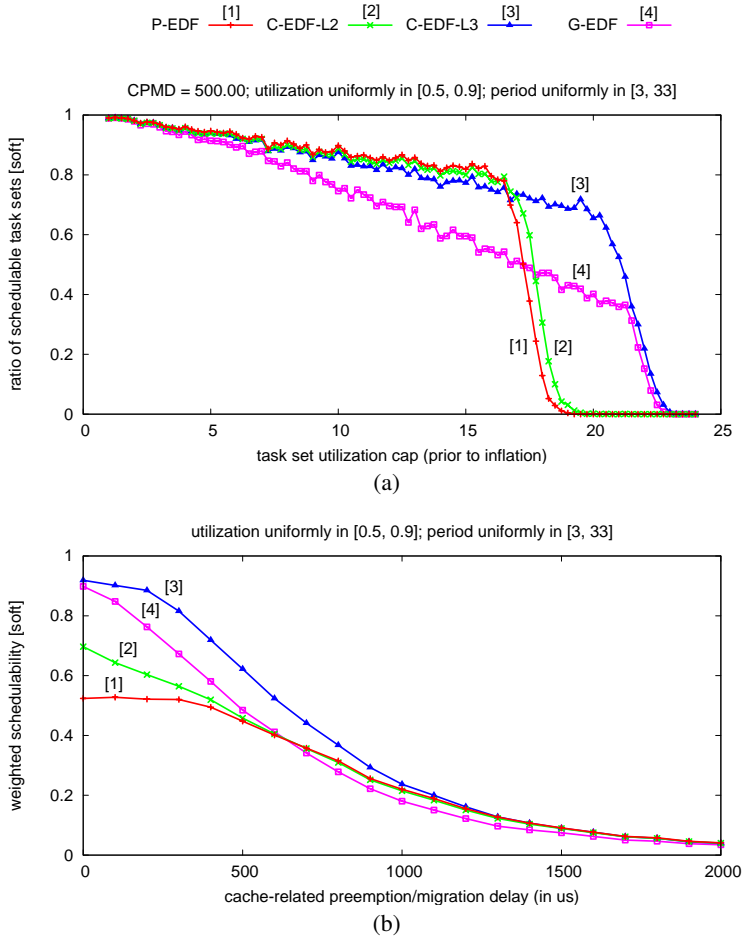 P-EDF [1] C-EDF-L2 [2] C-EDF-L3 [3] G-EDF [4]
CPMD = 500.00; utilization uniformly in [0.5, 0.9]; period uniformly in [3, 33]
ratio of schedulable task sets [soft]
1
0.8
0.6
0.4
0.2
0
[3]
[4]
[1] [2]
0 5 10 15 20 25
task set utilization cap (prior to inflation)
(a)
utilization uniformly in [0.5, 0.9]; period uniformly in [3, 33]
weighted schedulability [soft]
1
0.8
0.6
0.4
0.2
0
[3]
[4]
[2]
[1]
0 500 1000 1500 2000
cache-related preemption/migration delay (in us)
(b)